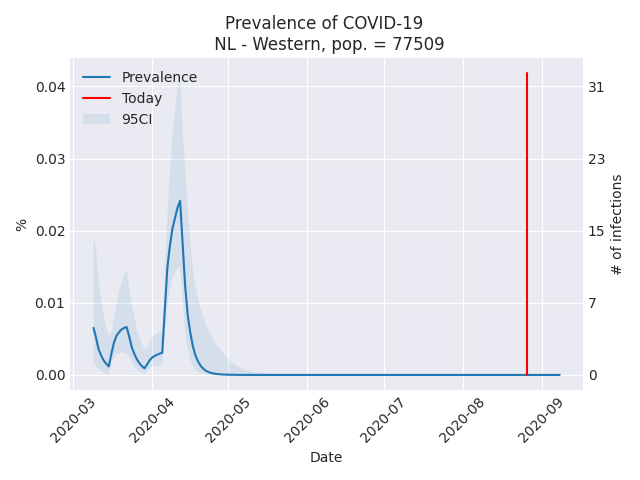 Prevalence of COVID-19
NL - Western, pop. = 77509
Prevalence
Today
95CI
%
0.04
0.03
0.02
0.01
0.00
31
23
15
7
0
# of infections
2020-03
2020-04
2020-05
2020-06
2020-07
2020-08
2020-09
Date